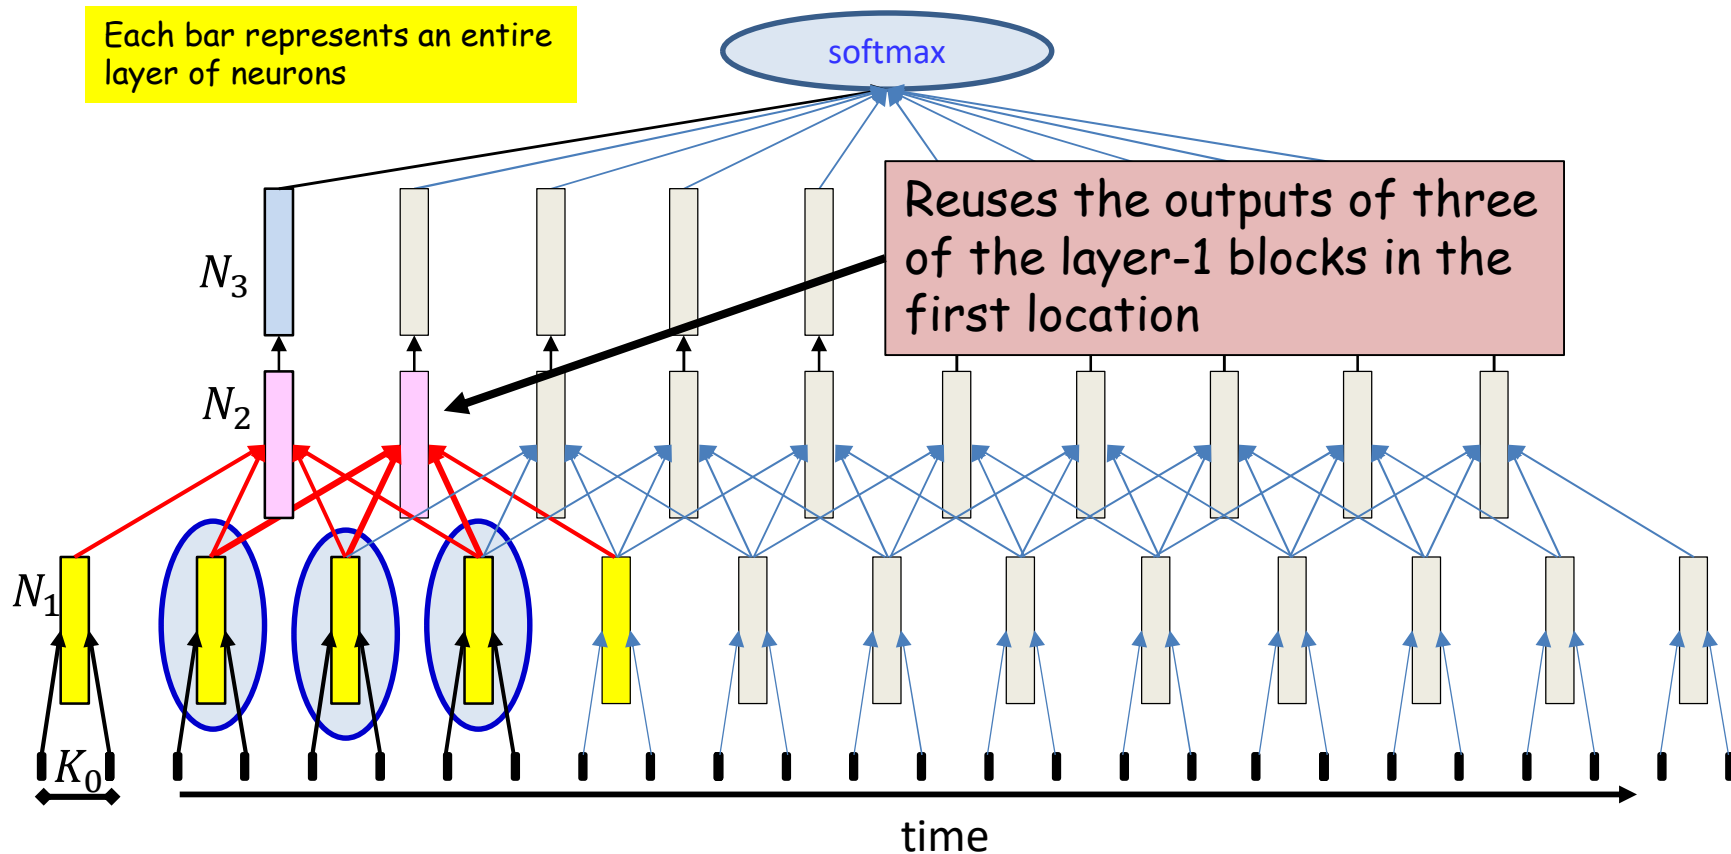 Each bar represents an entire
layer of neurons
softmax
Reuses the outputs of three
of the layer-1 blocks in the
first location
N₃
N₂
N₁
K₀
time